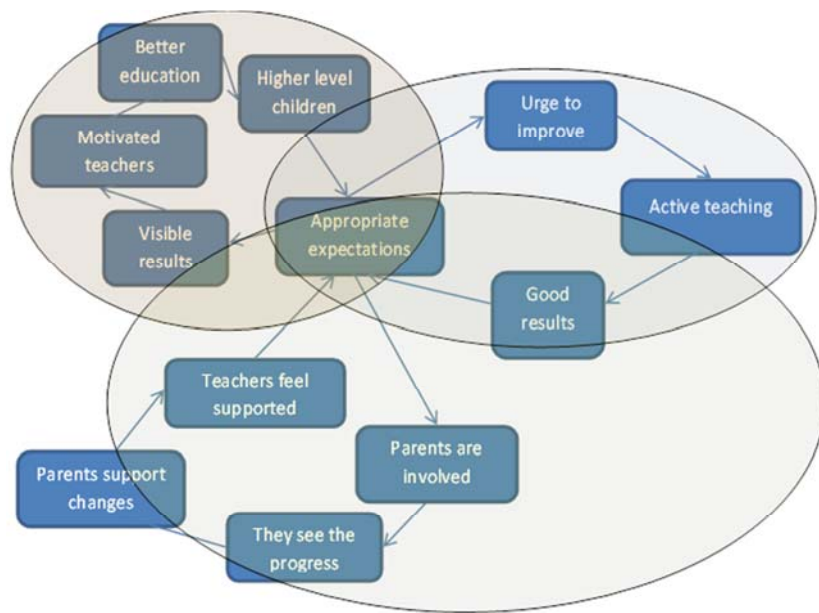 Better
education
Higher level
children
Urge to
improve
Motivated
teachers
Active teaching
Visible
results
Appropriate
expectations
Good
results
Teachers feel
supported
Parents are
involved
Parents support
changes
They see the
progress